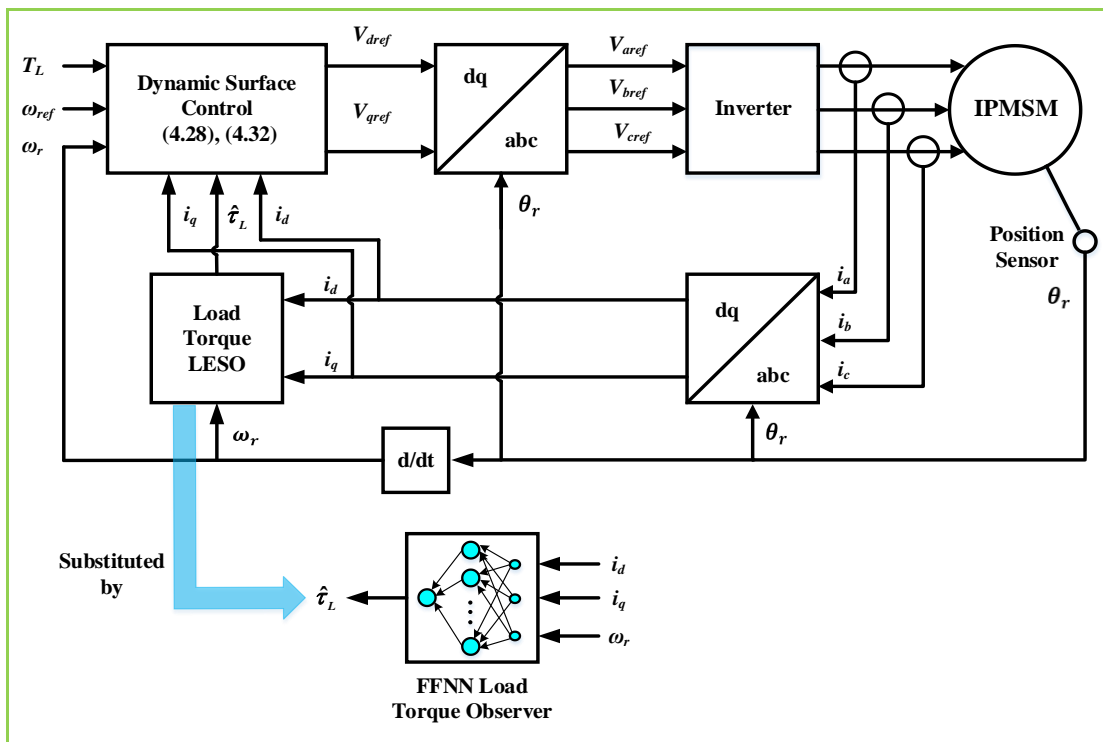 V_dref
V_aref
T_L
Dynamic Surface
Control
(4.28), (4.32)
dq
abc
V_bref
Inverter
IPMSM
ω_ref
V_qref
V_cref
ω_r
i_q
τ̂_L
i_d
θ_r
Position
Sensor
θ_r
Load
Torque
LESO
i_d
i_q
dq
abc
i_a
i_b
i_c
ω_r
d/dt
θ_r
Substituted
by
τ̂_L
i_d
i_q
ω_r
FFNN Load
Torque Observer